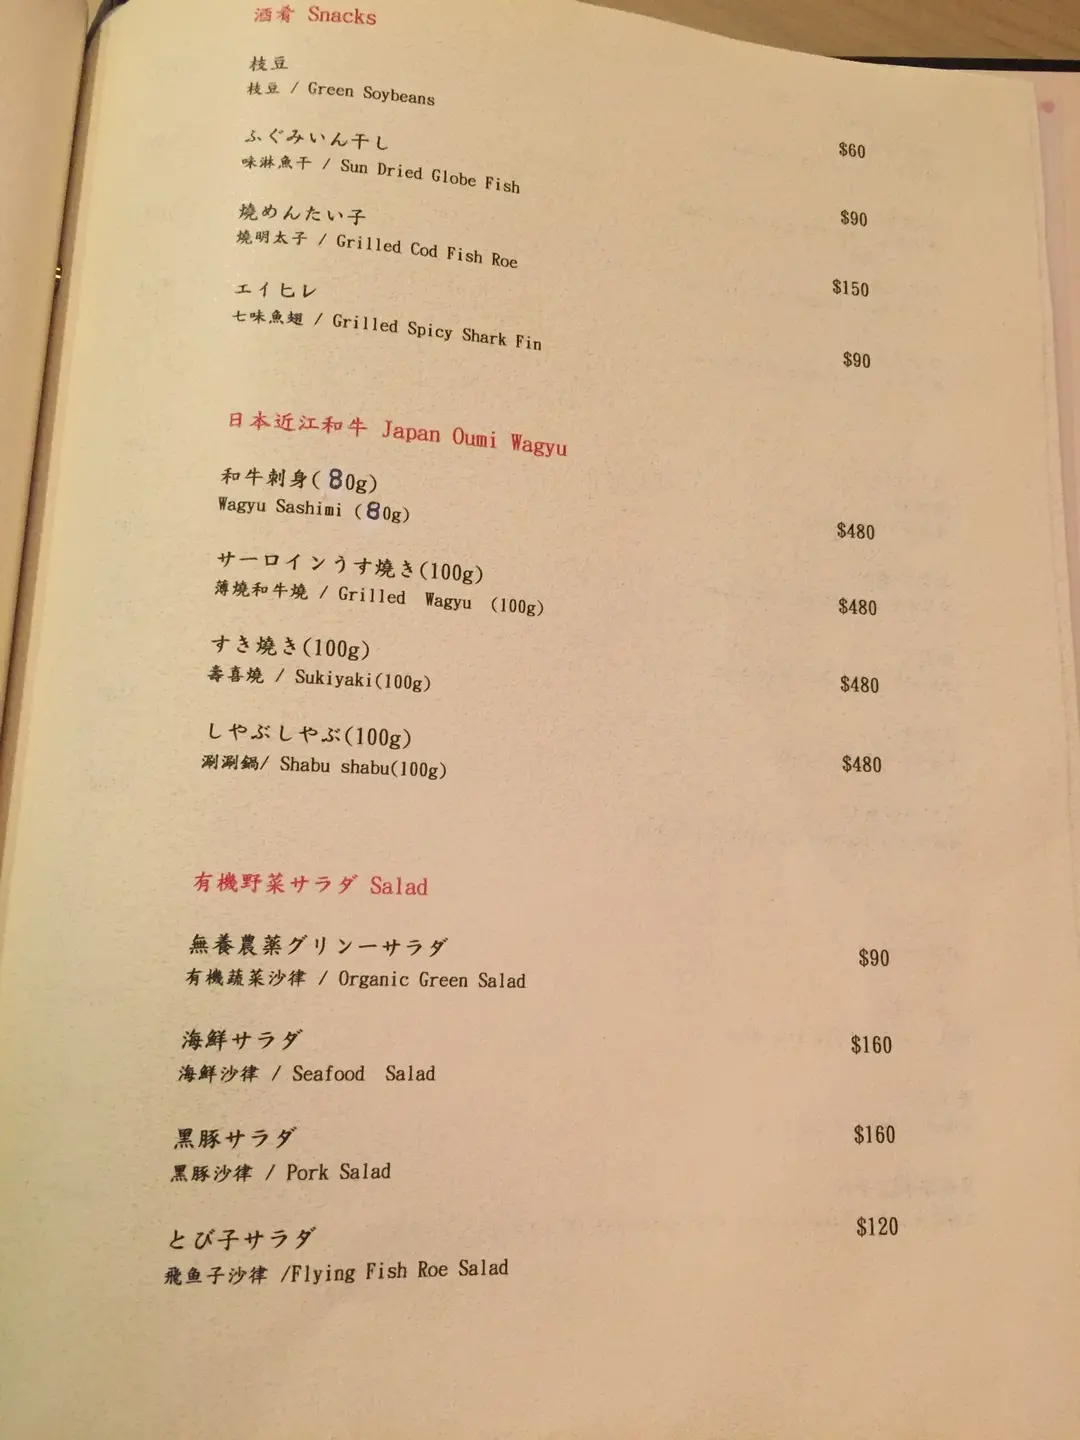 酒肴 Snacks
枝豆
枝豆 / Green Soybeans
$60
ふぐみいん干し
味淋魚干 / Sun Dried Globe Fish
$90
燒めんたい子
燒明太子 / Grilled Cod Fish Roe
$150
エイヒレ
七味魚翅 / Grilled Spicy Shark Fin
$90
日本近江和牛 Japan Oumi Wagyu
和牛刺身(80g)
Wagyu Sashimi (80g)
$480
サーロインうす燒き(100g)
薄燒和牛燒 / Grilled Wagyu (100g)
$480
すき燒き(100g)
壽喜燒 / Sukiyaki(100g)
$480
しやぶしやぶ(100g)
涮涮鍋/ Shabu shabu(100g)
$480
有機野菜サラダ Salad
無養農薬グリンーサラダ
有機蔬菜沙律 / Organic Green Salad
$90
海鮮サラダ
海鮮沙律 / Seafood Salad
$160
黒豚サラダ
黑豚沙律 / Pork Salad
$160
とび子サラダ
飛鱼子沙律 /Flying Fish Roe Salad
$120